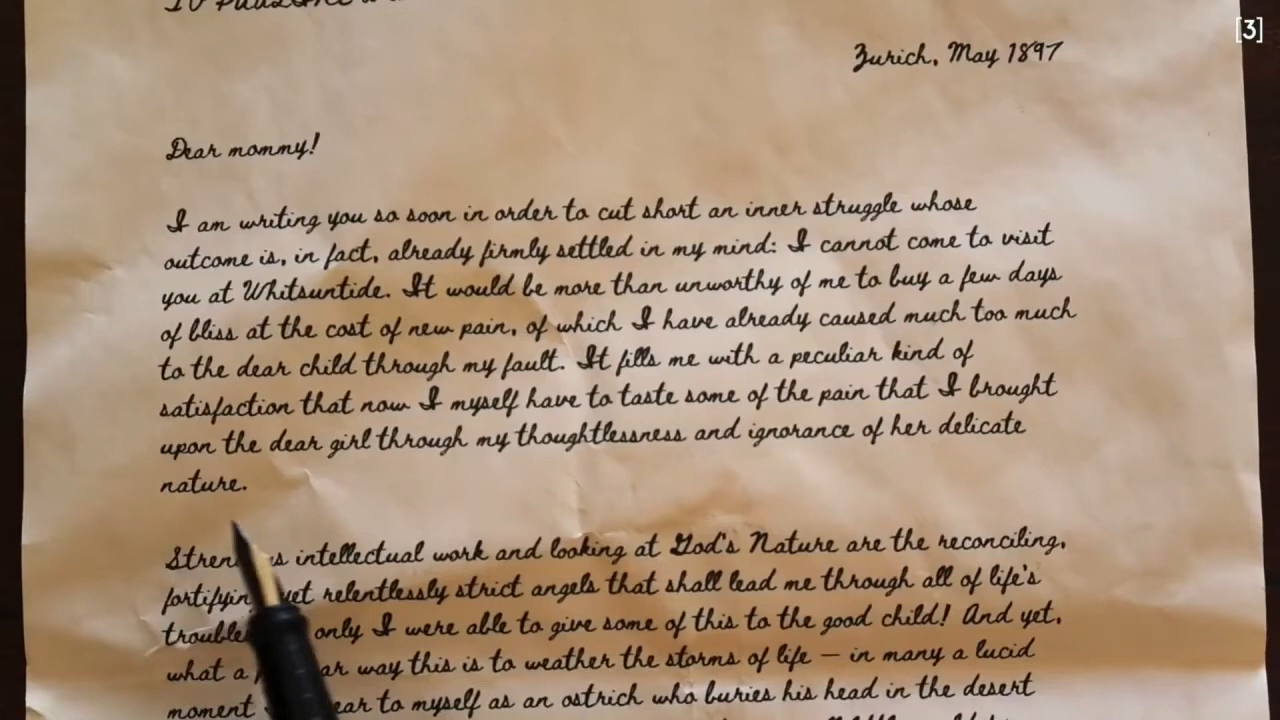 [3]
Zurich, May 1897
Dear mommy!
I am writing you so soon in order to cut short an inner struggle whose
outcome is, in fact, already firmly settled in my mind: I cannot come to visit
you at Whitsuntide. It would be more than unworthy of me to buy a few days
of bliss at the cost of new pain, of which I have already caused much too much
to the dear child through my fault. It fills me with a peculiar kind of
satisfaction that now I myself have to taste some of the pain that I brought
upon the dear girl through my thoughtlessness and ignorance of her delicate
nature.
intellectual work and looking at God's Nature are the reconciling,
relentlessly strict angels that shall lead me through all of life's
only I were able to give some of this to the good child! And yet,
what a way this is to weather the storms of life — in many a lucid
moment to myself as an ostrich who buries his head in the desert